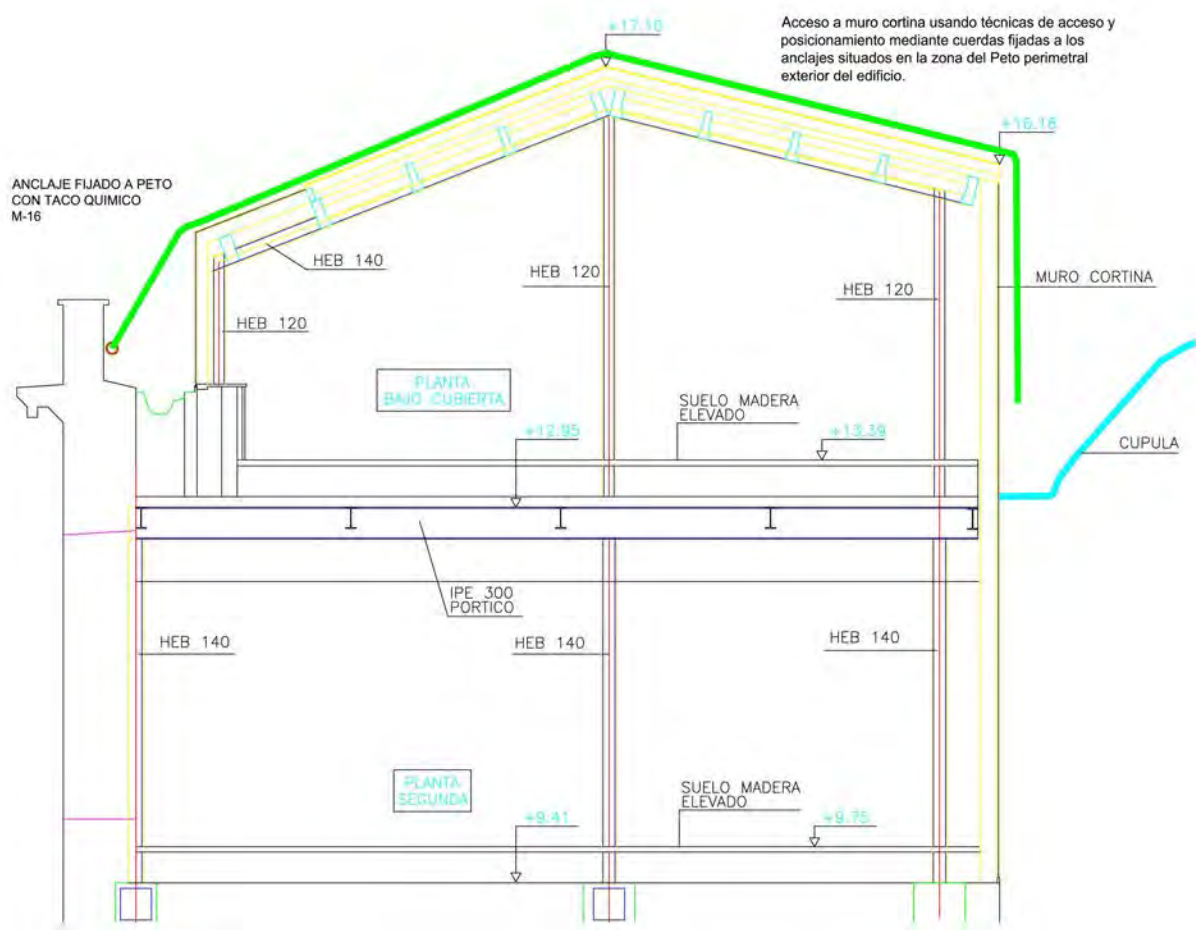 +17.10
Acceso a muro cortina usando técnicas de acceso y
posicionamiento mediante cuerdas fijadas a los
anclajes situados en la zona del Peto perimetral
exterior del edificio.
+16.16
ANCLAJE FIJADO A PETO
CON TACO QUIMICO
M-16
HEB 140
HEB 120
HEB 120
HEB 120
MURO CORTINA
PLANTA
BAJO CUBIERTA
SUELO MADERA
ELEVADO
+12.95
+13.39
CUPULA
IPE 300
PORTICO
HEB 140
HEB 140
HEB 140
PLANTA
SEGUNDA
SUELO MADERA
ELEVADO
+9.41
+9.75